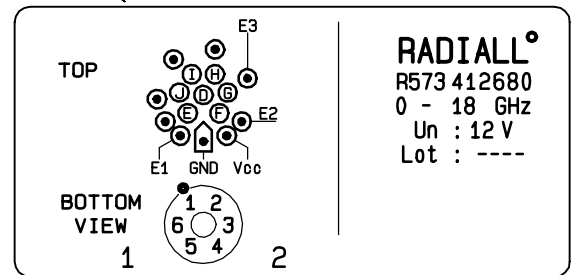 E3
TOP
I H
J D G
E F
E2
E1 GND Vcc
BOTTOM
VIEW
1 2
6 3
5 4
1 2
RADIALL°
R573 412680
0 - 18 GHz
Un : 12 V
Lot : ----